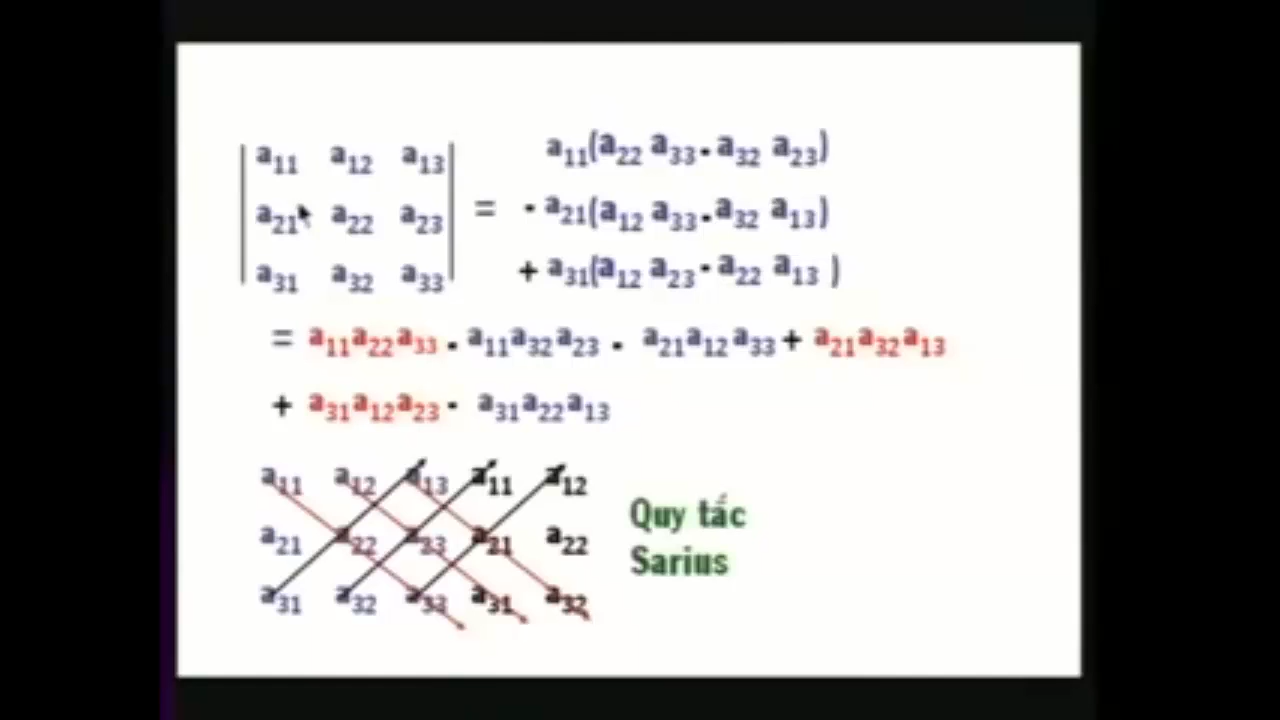 a11 a12 a13 a11(a22 a33 - a32 a23)
a21 a22 a23 = - a21(a12 a33 - a32 a13)
a31 a32 a33 + a31(a12 a23 - a22 a13 )
= a11a22a33 - a11a32a23 - a21a12a33 + a21a32a13
+ a31a12a23 - a31a22a13
a11 a12 a13 a11 a12
a21 a22 a23 a21 a22
a31 a32 a33 a31 a32
Quy tắc
Sarius